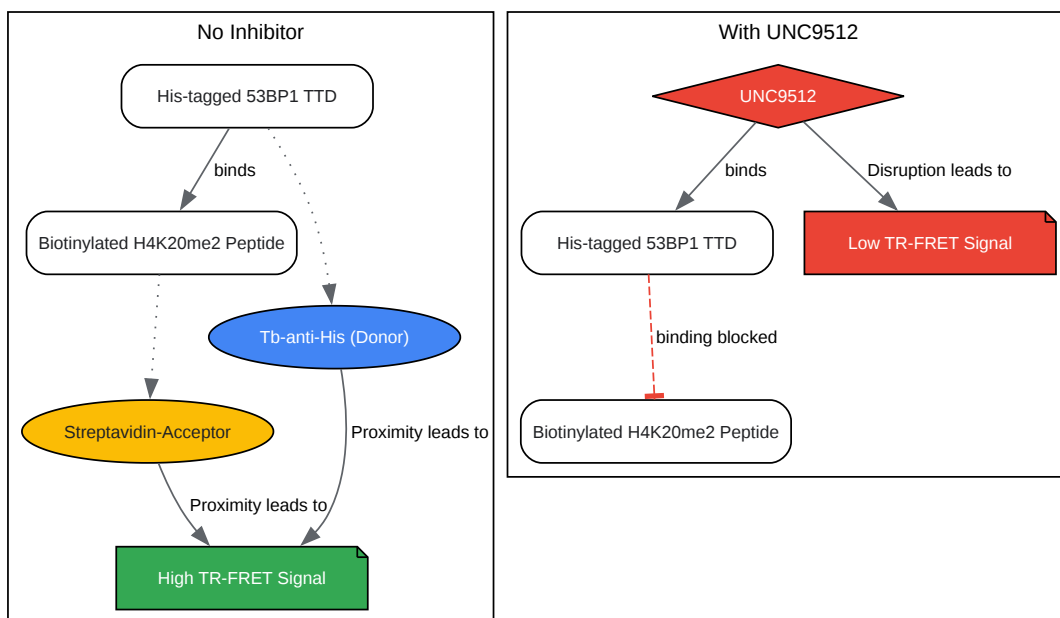 No Inhibitor
His-tagged 53BP1 TTD
binds
Biotinylated H4K20me2 Peptide
Tb-anti-His (Donor)
Streptavidin-Acceptor
Proximity leads to
Proximity leads to
High TR-FRET Signal
With UNC9512
UNC9512
binds
Disruption leads to
His-tagged 53BP1 TTD
Low TR-FRET Signal
binding blocked
Biotinylated H4K20me2 Peptide